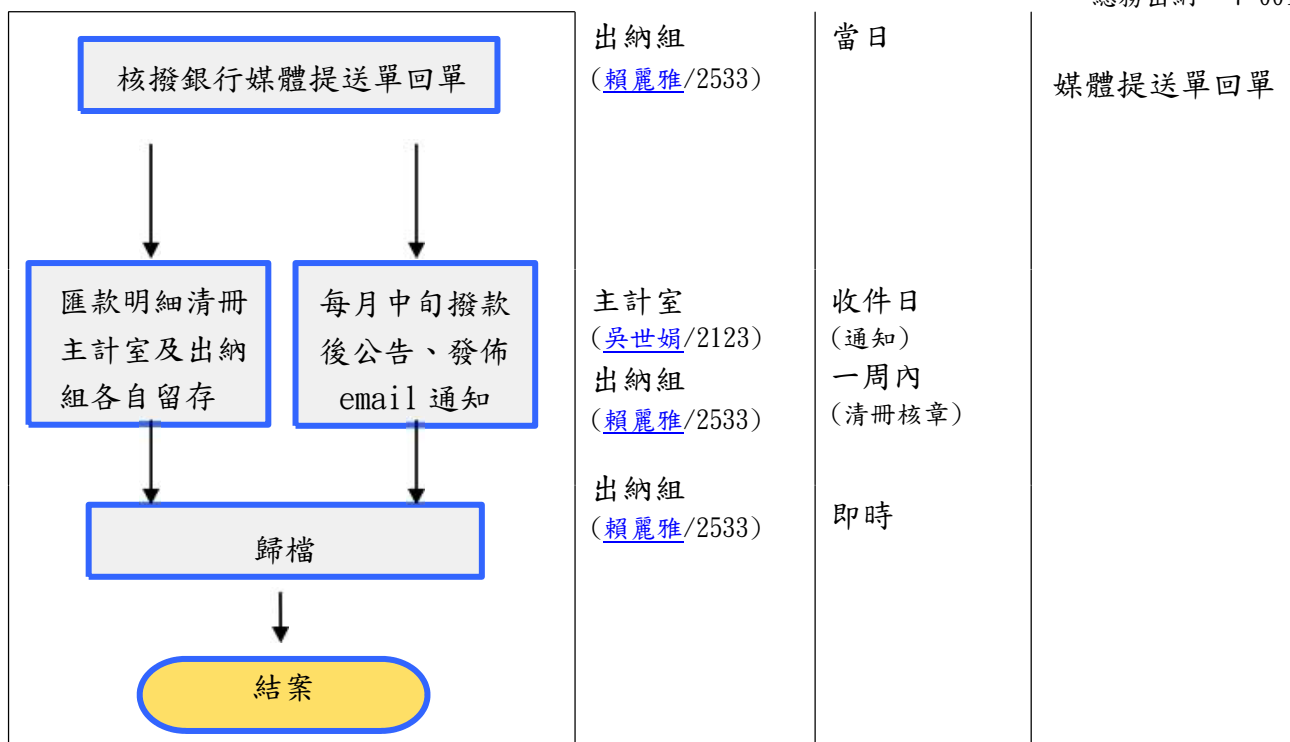 核撥銀行媒體提送單回單
出納組
(賴麗雅/2533)
當日
媒體提送單回單
匯款明細清冊
主計室及出納
組各自留存
每月中旬撥款
後公告、發佈
email 通知
主計室
(吳世娟/2123)
出納組
(賴麗雅/2533)
收件日
(通知)
一周內
(清冊核章)
歸檔
出納組
(賴麗雅/2533)
即時
結案